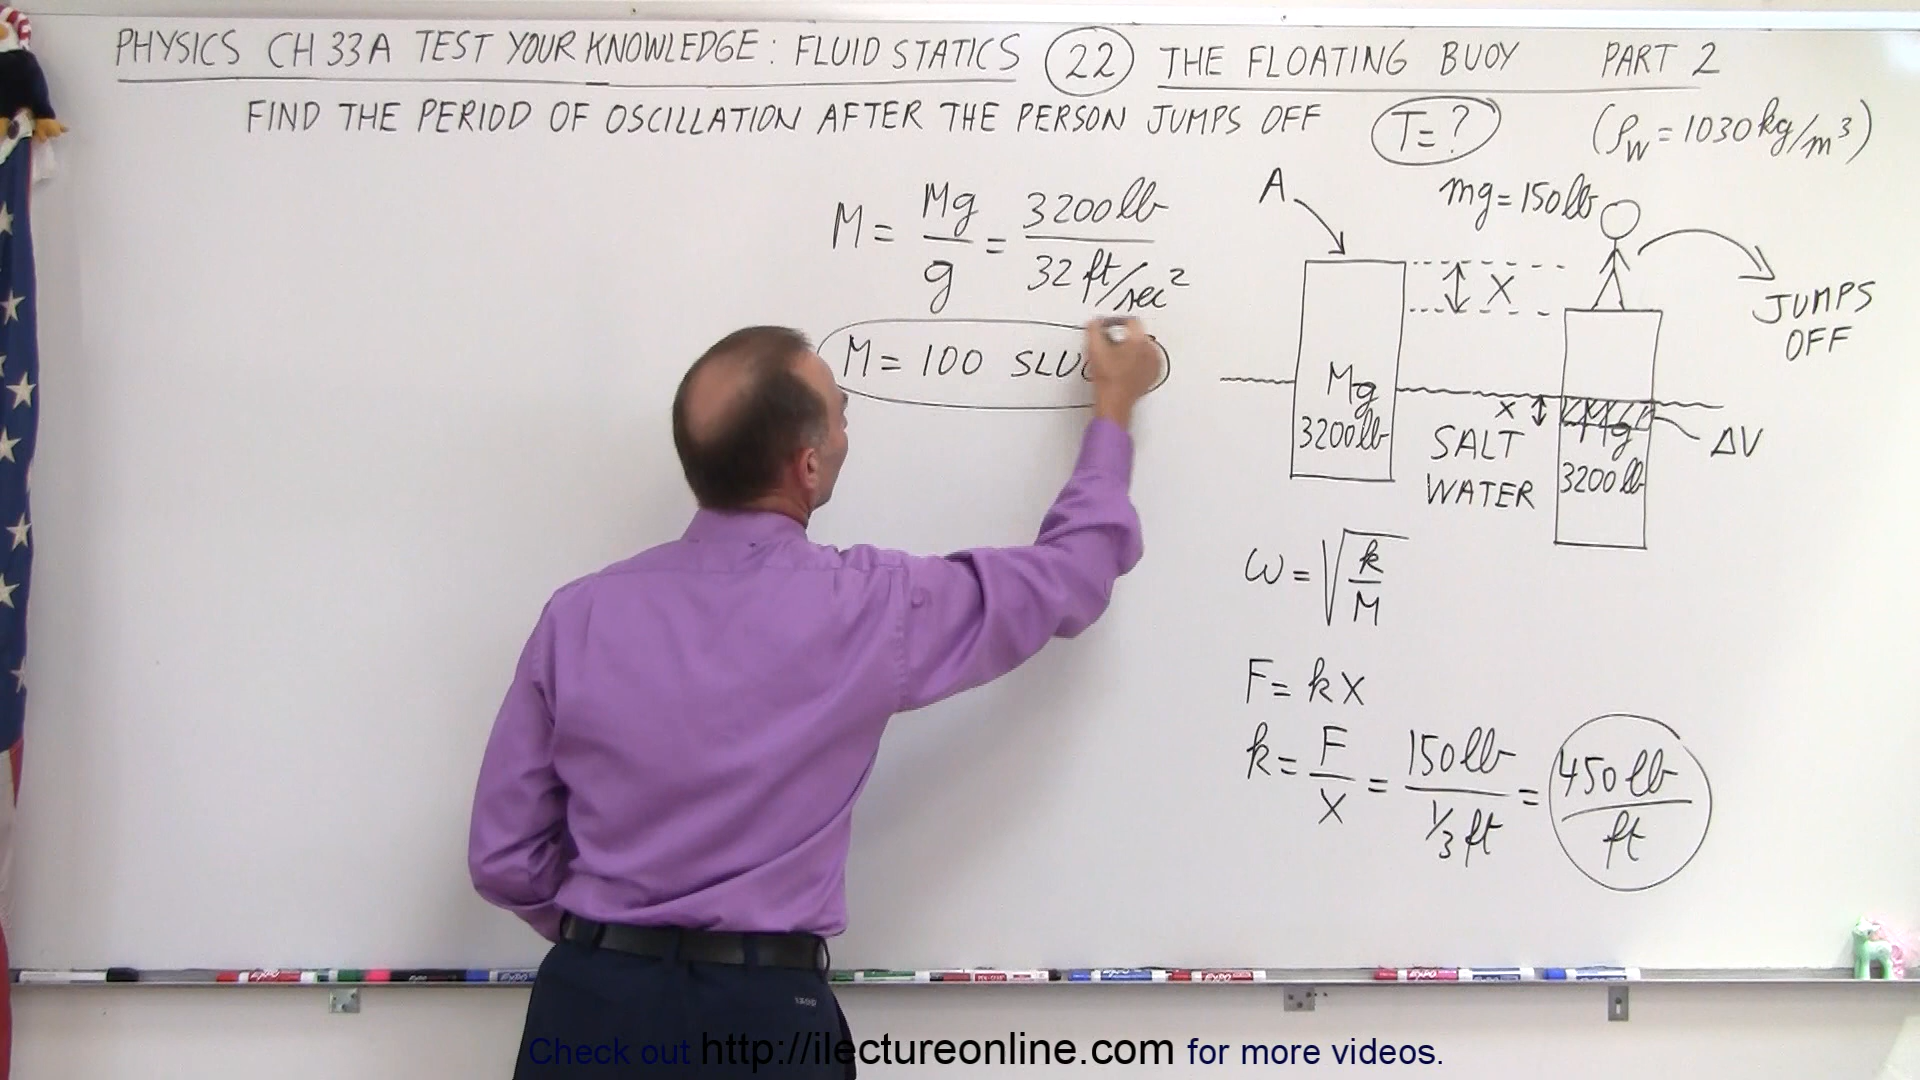 PHYSICS CH 33A TEST YOUR KNOWLEDGE: FLUID STATICS (22) THE FLOATING BUOY PART 2
FIND THE PERIOD OF OSCILLATION AFTER THE PERSON JUMPS OFF T=? (ρw = 1030 kg/m³)
M = Mg/g = 3200 lb / 32 ft/sec²
M = 100
A
mg = 150 lb
X
JUMPS
OFF
Mg
3200 lb
SALT
WATER
x
ΔV
Mg
3200 lb
ω = √(k/M)
F = kX
k = F/X = 150 lb / ⅓ ft = 450 lb/ft
Check out http://ilectureonline.com for more videos.